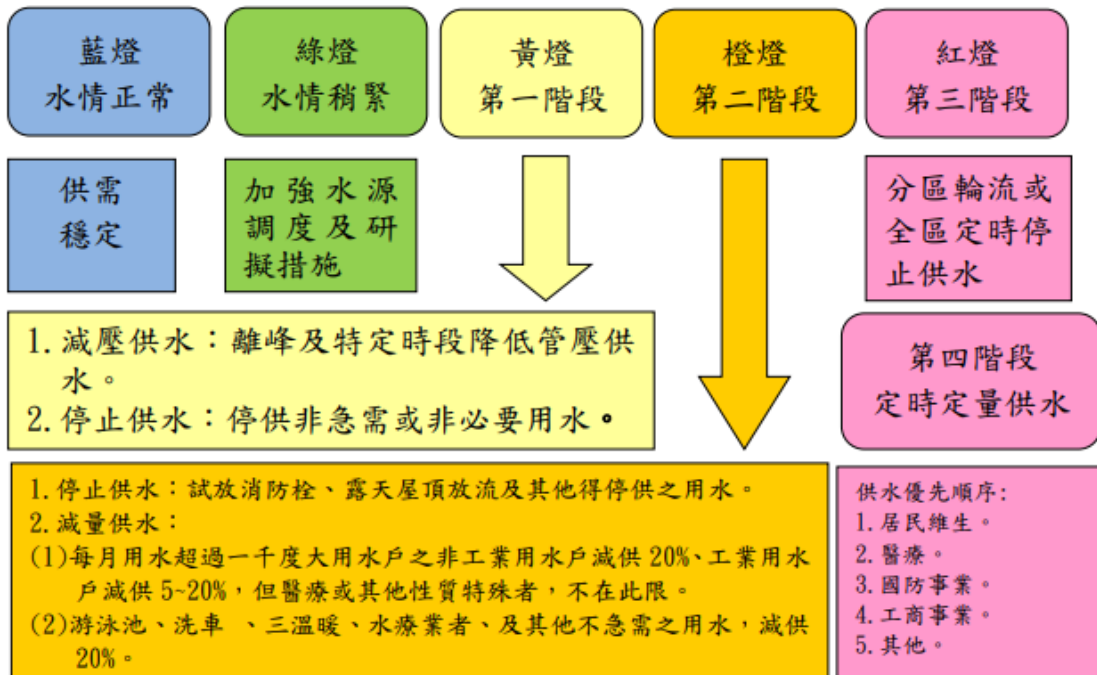 藍燈
水情正常
綠燈
水情稍緊
黃燈
第一階段
橙燈
第二階段
紅燈
第三階段
供需
穩定
加強水源
調度及研
擬措施
分區輪流或
全區定時停
止供水
1.減壓供水：離峰及特定時段降低管壓供
水。
2.停止供水：停供非急需或非必要用水。
第四階段
定時定量供水
1.停止供水：試放消防栓、露天屋頂放流及其他得停供之用水。
2.減量供水：
(1)每月用水超過一千度大用水戶之非工業用水戶減供20%、工業用水
戶減供5~20%，但醫療或其他性質特殊者，不在此限。
(2)游泳池、洗車 、三溫暖、水療業者、及其他不急需之用水，減供
20%。
供水優先順序:
1.居民維生。
2.醫療。
3.國防事業。
4.工商事業。
5.其他。